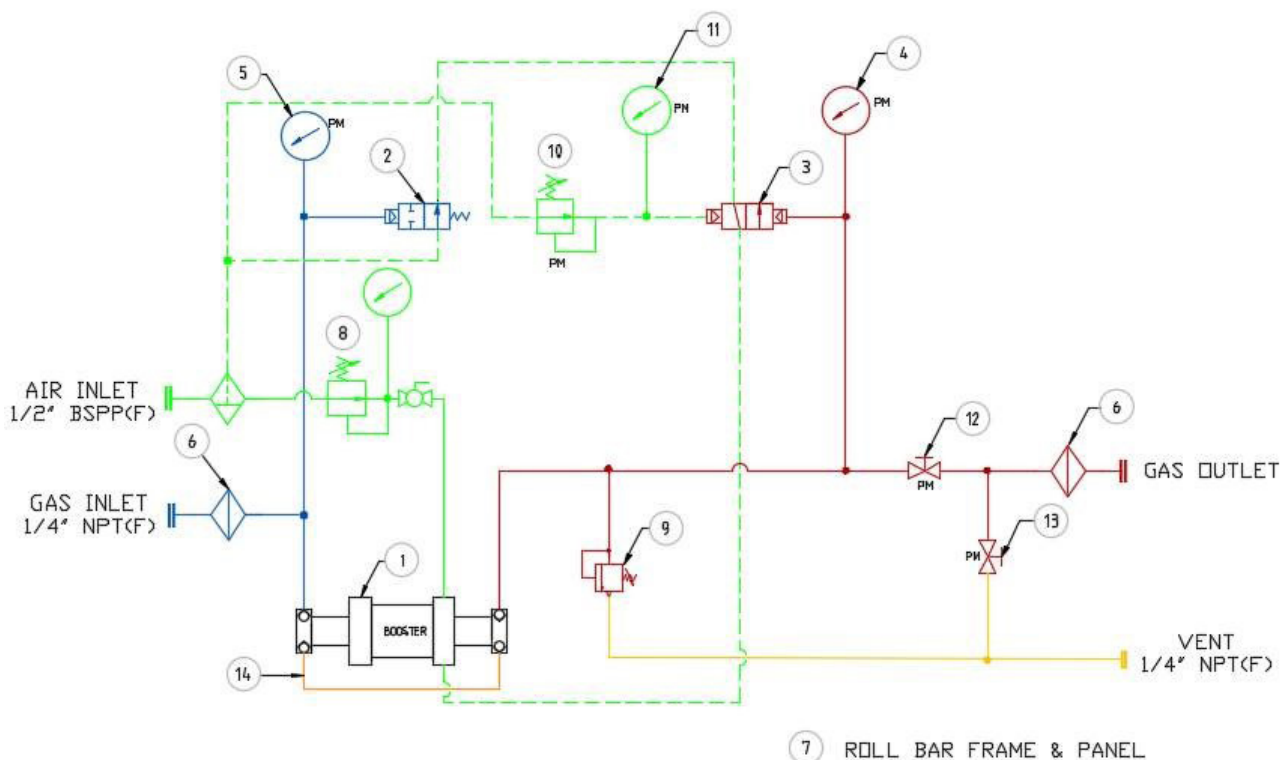 11
5
4
PM
PM
PM
2
10
3
PM
8
AIR INLET
1/2" BSPP(F)
6
12
6
GAS INLET
1/4" NPT(F)
PM
GAS OUTLET
9
13
PM
1
BOOSTER
VENT
1/4" NPT(F)
14
7 ROLL BAR FRAME & PANEL